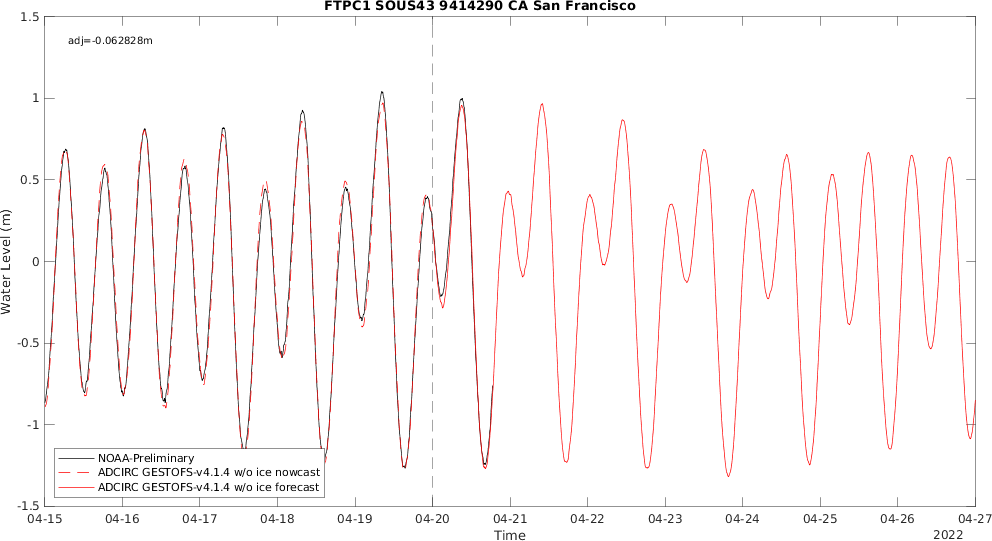 FTPC1 SOUS43 9414290 CA San Francisco
1.5
adj=-0.062828m
1
0.5
0
-0.5
-1
-1.5
Water Level (m)
NOAA-Preliminary
ADCIRC GESTOFS-v4.1.4 w/o ice nowcast
ADCIRC GESTOFS-v4.1.4 w/o ice forecast
04-15 04-16 04-17 04-18 04-19 04-20 04-21 04-22 04-23 04-24 04-25 04-26 04-27
Time
2022